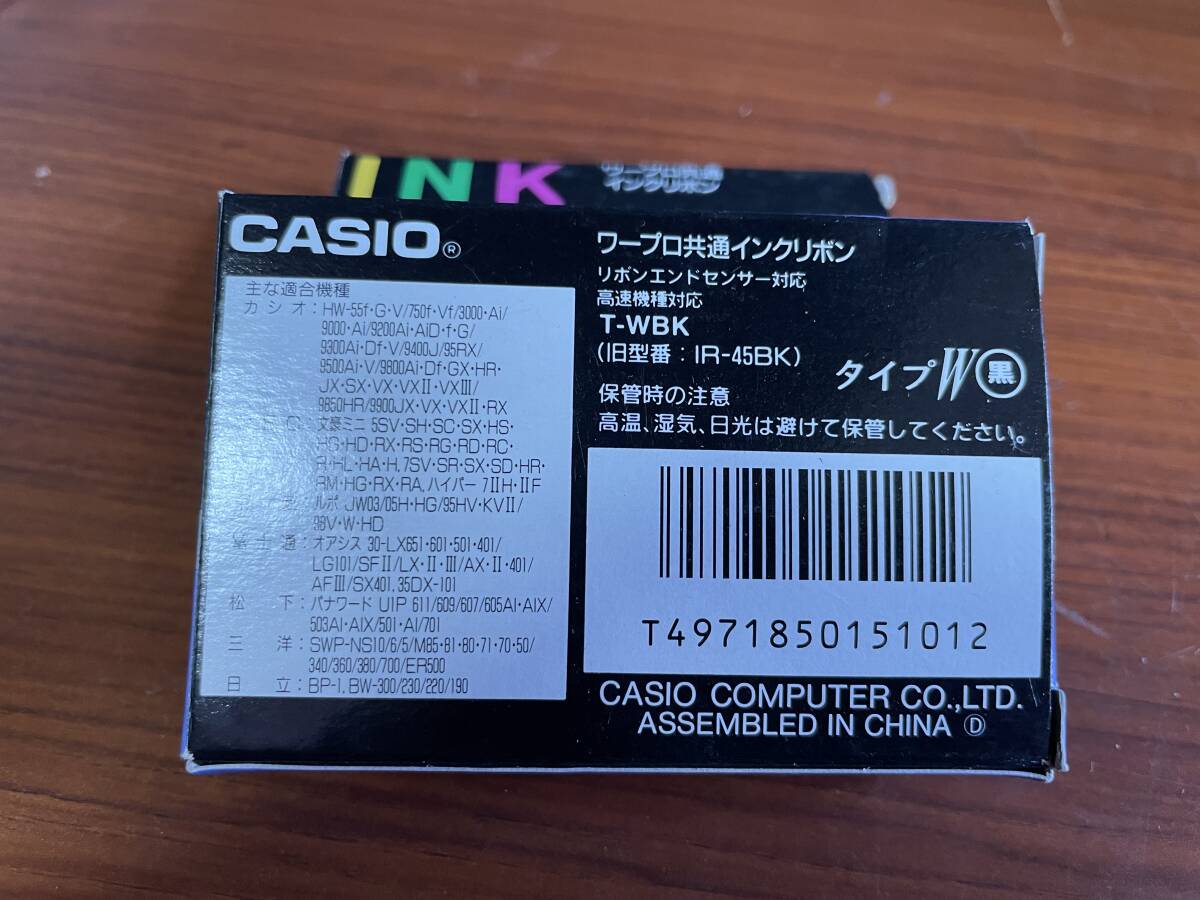 INK
ワープロ共通
インクリボン
CASIO®
主な適合機種
カシオ：HW-55f・G・V/750f・Vf/3000・Ai/
9000・Ai/9200Ai・AiD・f・G/
9300Ai・Df・V/9400J/95RX/
9500Ai・V/9800Ai・Df・GX・HR・
JX・SX・VX・VXⅡ・VXⅢ/
9850HR/9900JX・VX・VXⅡ・RX
文豪ミニ 5SV・SH・SC・SX・HS・
HG・HD・RX・RS・RG・RD・RC・
R・HL・HA・H,7SV・SR・SX・SD・HR・
RM・HG・RX・RA,ハイパー 7ⅡH・ⅡF
ルポ JW03/05H・HG/95HV・KVⅡ/
98V・W・HD
富士通：オアシス 30-LX651・601・501・401/
LG101/SFⅡ/LX・Ⅱ・Ⅲ/AX・Ⅱ・401/
AFⅢ/SX401,35DX-101
松下：パナワード U1P 611/609/607/605AI・AIX/
503AI・AIX/501・AI/701
三洋：SWP-NS10/6/5/M85・81・80・71・70・50/
340/360/380/700/ER500
日立：BP-1,BW-300/230/220/190
ワープロ共通インクリボン
リボンエンドセンサー対応
高速機種対応
T-WBK
(旧型番：IR-45BK)
タイプW黒
保管時の注意
高温、湿気、日光は避けて保管してください。
T4971850151012
CASIO COMPUTER CO.,LTD.
ASSEMBLED IN CHINA Ⓓ